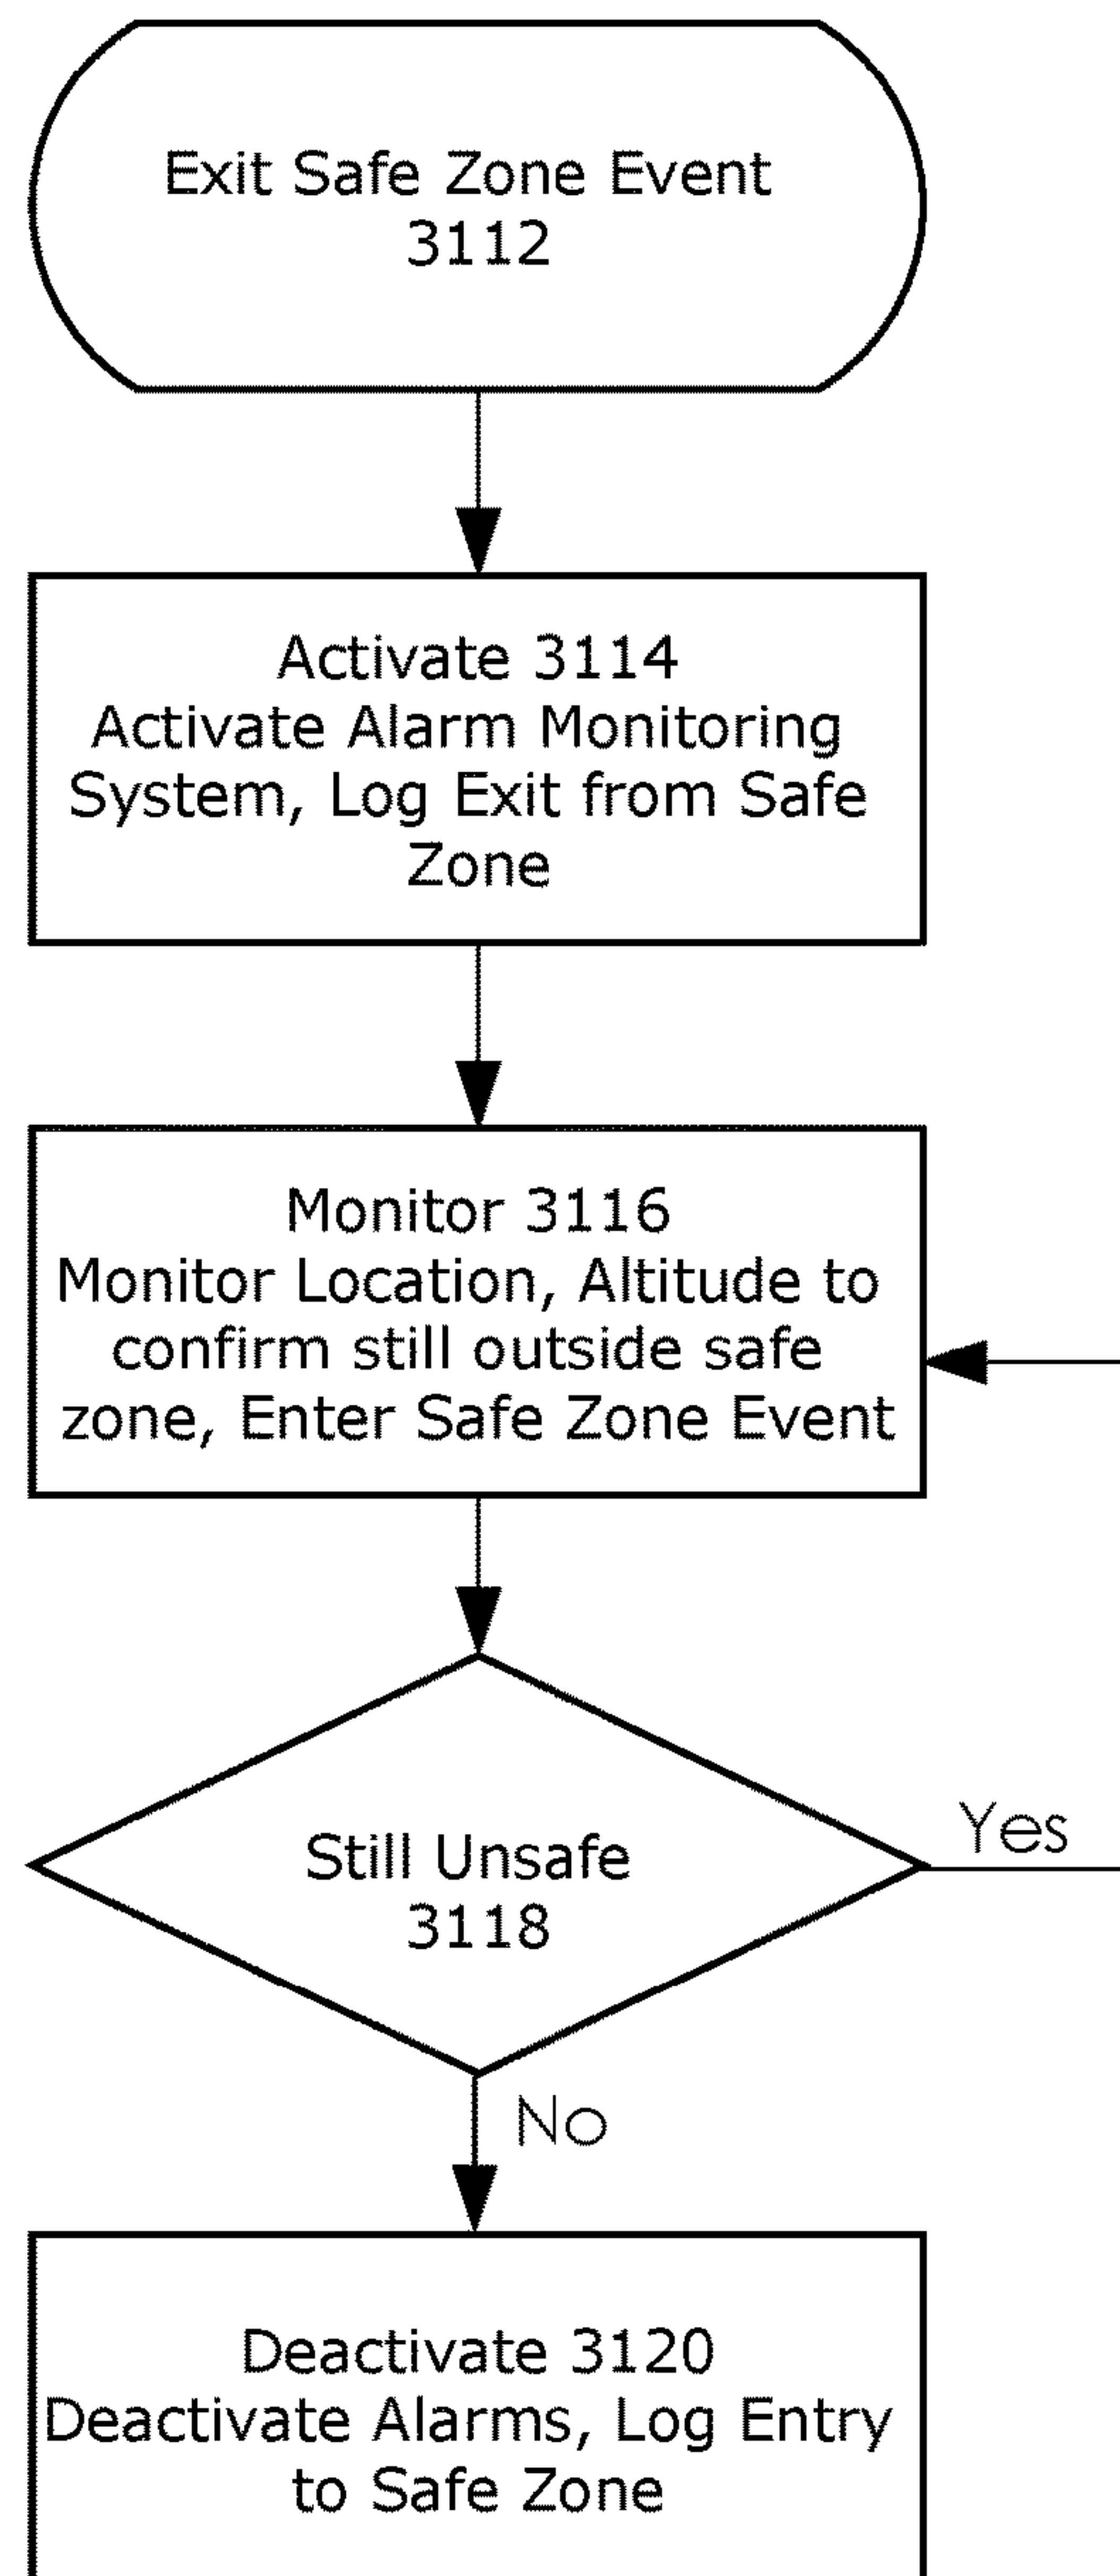 Exit Safe Zone Event
3112
Activate 3114
Activate Alarm Monitoring
System, Log Exit from Safe
Zone
Monitor 3116
Monitor Location, Altitude to
confirm still outside safe
zone, Enter Safe Zone Event
Still Unsafe
3118
Yes
No
Deactivate 3120
Deactivate Alarms, Log Entry
to Safe Zone